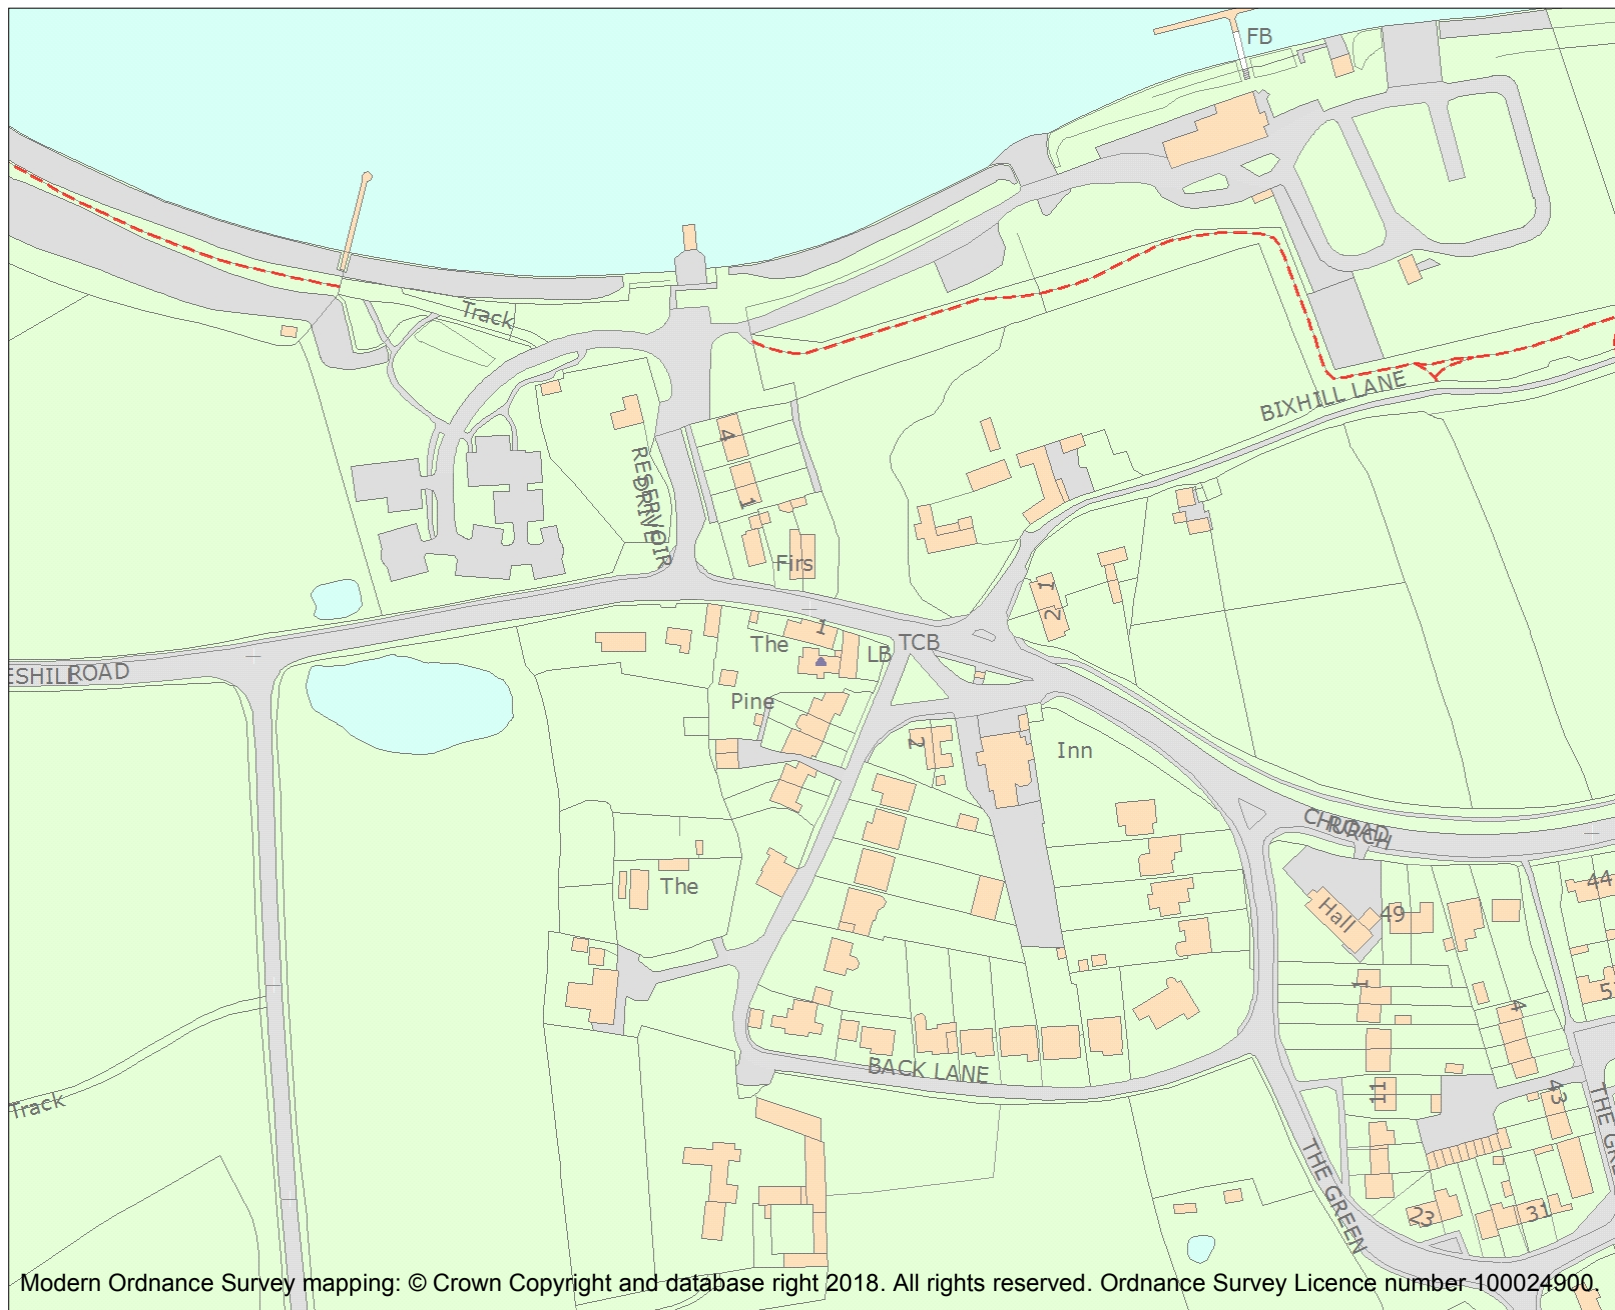 FB
Track
BIXHILL LANE
4
RESERVOIR
DRIVE
1
Firs
1
2
1
The
TCB
LB
ESHILL
ROAD
Pine
2
Inn
CHURCH
ROAD
The
44
49
Hall
1
4
BACK LANE
11
43
Track
THE GREEN
23
31
Modern Ordnance Survey mapping: © Crown Copyright and database right 2018. All rights reserved. Ordnance Survey Licence number 100024900.